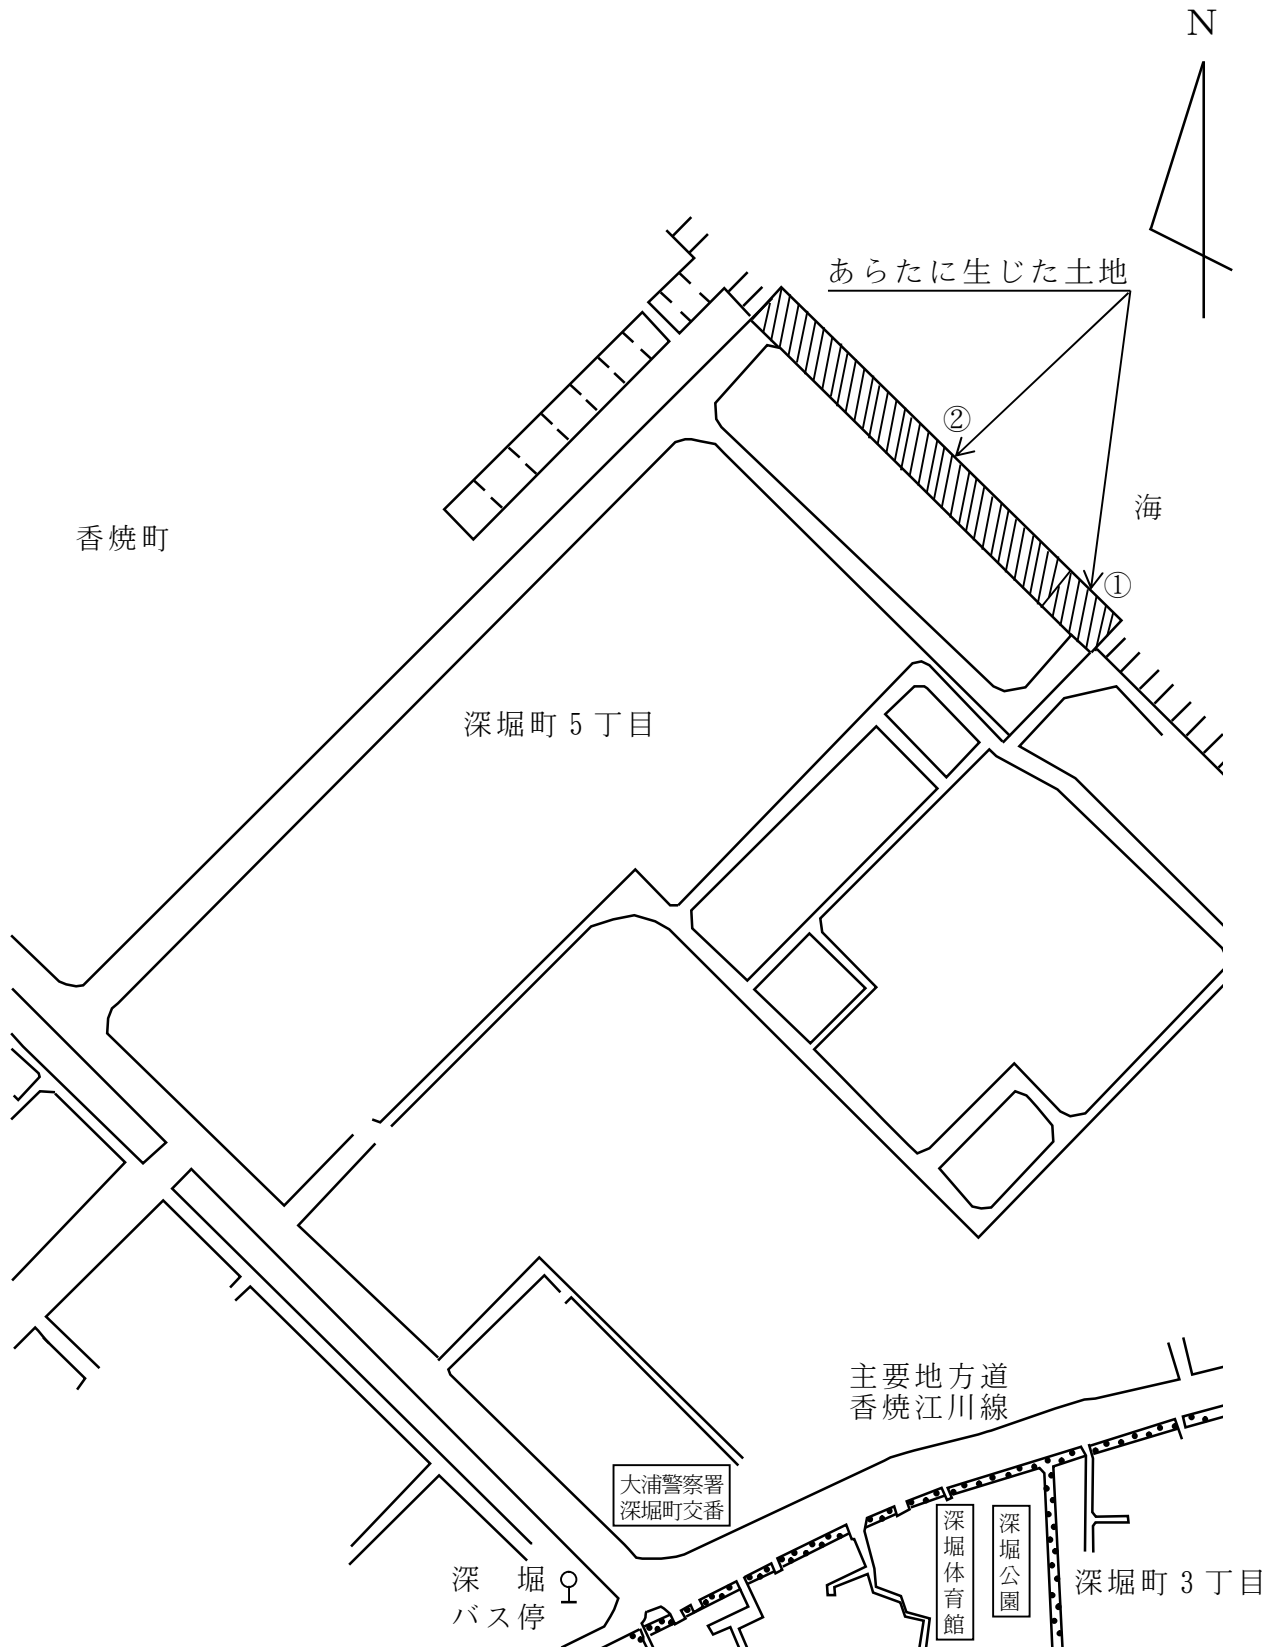 N
あらたに生じた土地
②
海
①
香焼町
深堀町5丁目
主要地方道
香焼江川線
大浦警察署
深堀町交番
深堀体育館
深堀公園
深堀町3丁目
深堀
バス停